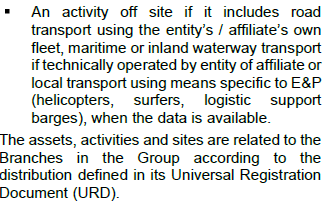 ▪ An activity off site if it includes road
transport using the entity's / affiliate's own
fleet, maritime or inland waterway transport
if technically operated by entity of affiliate or
local transport using means specific to E&P
(helicopters, surfers, logistic support
barges), when the data is available.
The assets, activities and sites are related to the
Branches in the Group according to the
distribution defined in its Universal Registration
Document (URD).